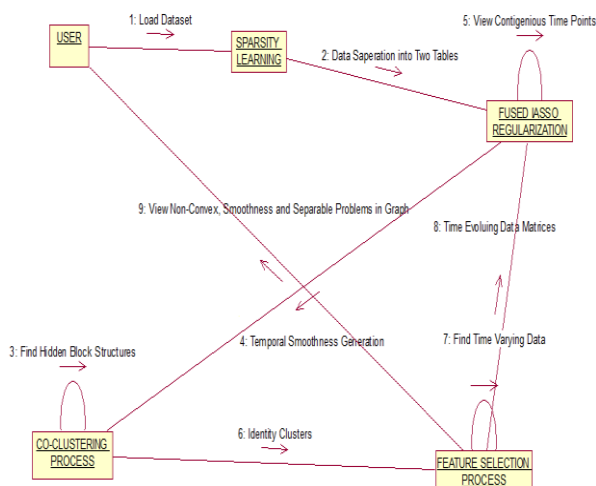 1: Load Dataset
5: View Contigenious Time Points
USER
SPARSITY
LEARNING
2: Data Saperation into Two Tables
FUSED lASSO
REGULARIZATION
9: View Non-Convex, Smoothness and Separable Problems in Graph
8: Time Evoluing Data Matrices
3: Find Hidden Block Structures
4: Temporal Smoothness Generation
7: Find Time Varying Data
CO-CLUSTERING
PROCESS
6: Identity Clusters
FEATURE SELECTION
PROCESS